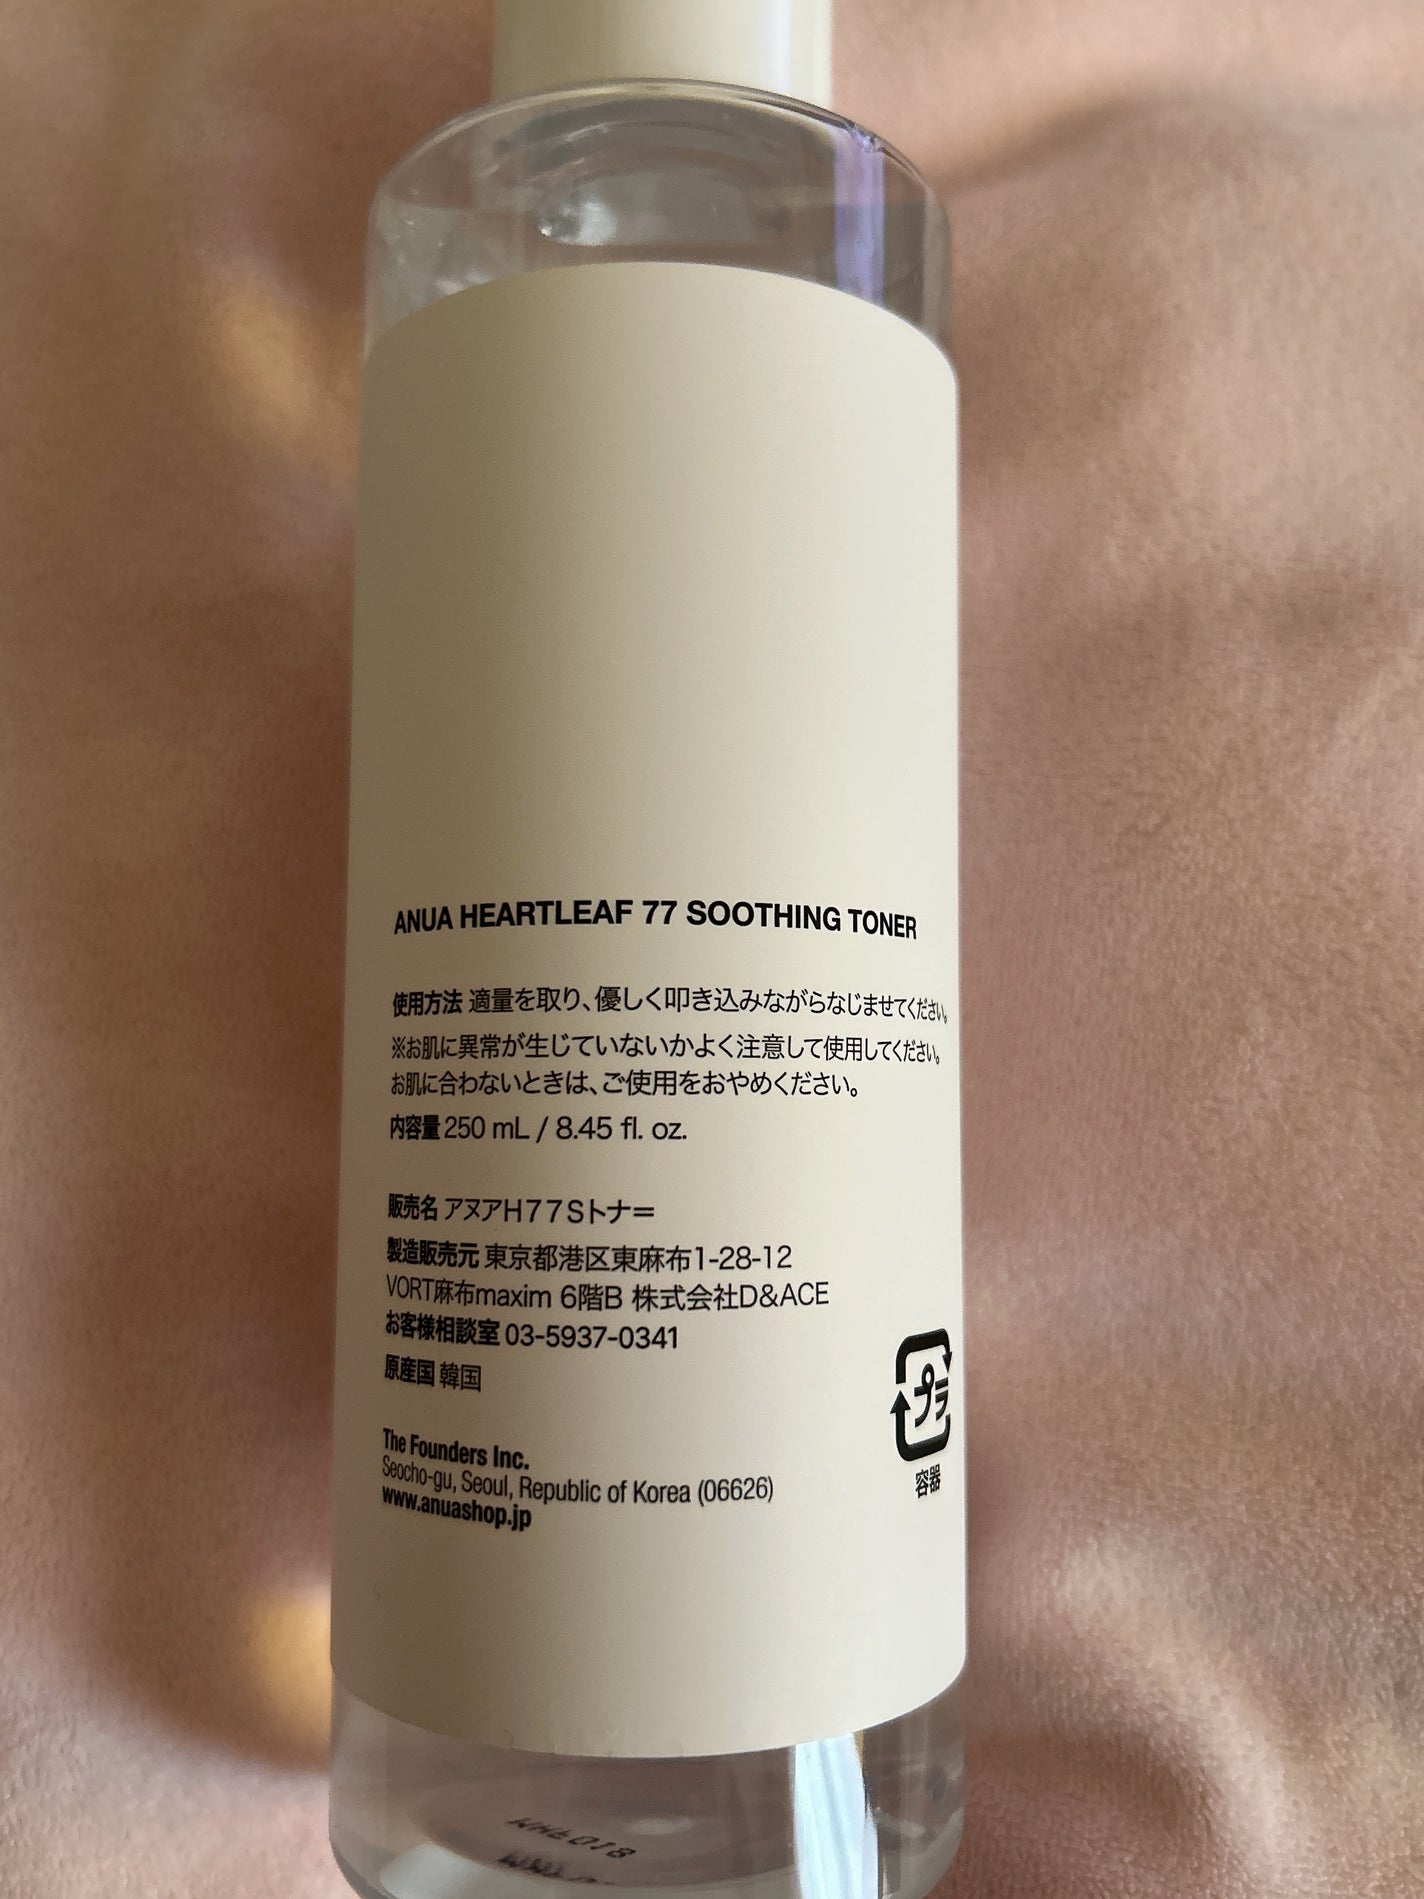 ANUA HEARTLEAF 77 SOOTHING TONER
使用方法 適量を取り、優しく叩き込みながらなじませてください。
※お肌に異常が生じていないかよく注意して使用してください。
お肌に合わないときは、ご使用をおやめください。
内容量 250 mL / 8.45 fl. oz.
販売名 アヌアH77Sトナー
製造販売元 東京都港区東麻布1-28-12
VORT麻布maxim 6階B 株式会社D&ACE
お客様相談室 03-5937-0341
原産国 韓国
プラ
容器
The Founders Inc.
Seocho-gu, Seoul, Republic of Korea (06626)
www.anuashop.jp